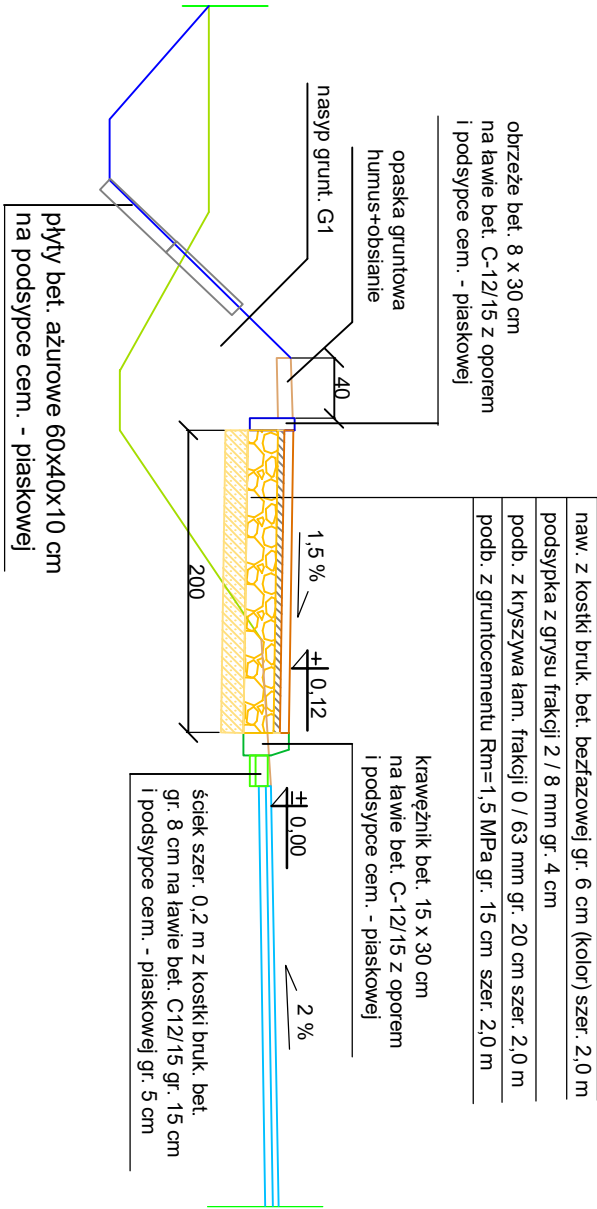 naw. z kostki bruk. bet. bezfazowej gr. 6 cm (kolor) szer. 2,0 m
podsypka z grysu frakcji 2 / 8 mm gr. 4 cm
podb. z kryszywa łam. frakcji 0 / 63 mm gr. 20 cm szer. 2,0 m
podb. z gruntocementu Rm=1,5 MPa gr. 15 cm szer. 2,0 m
obrzeże bet. 8 x 30 cm
na ławie bet. C-12/15 z oporem
i podsypce cem. - piaskowej
opaska gruntowa
humus+obsianie
nasyp grunt. G1
40
1,5 %
+ 0,12
krawężnik bet. 15 x 30 cm
na ławie bet. C-12/15 z oporem
i podsypce cem. - piaskowej
± 0,00
2 %
200
ściek szer. 0,2 m z kostki bruk. bet.
gr. 8 cm na ławie bet. C12/15 gr. 15 cm
i podsypce cem. - piaskowej gr. 5 cm
płyty bet. ażurowe 60x40x10 cm
na podsypce cem. - piaskowej